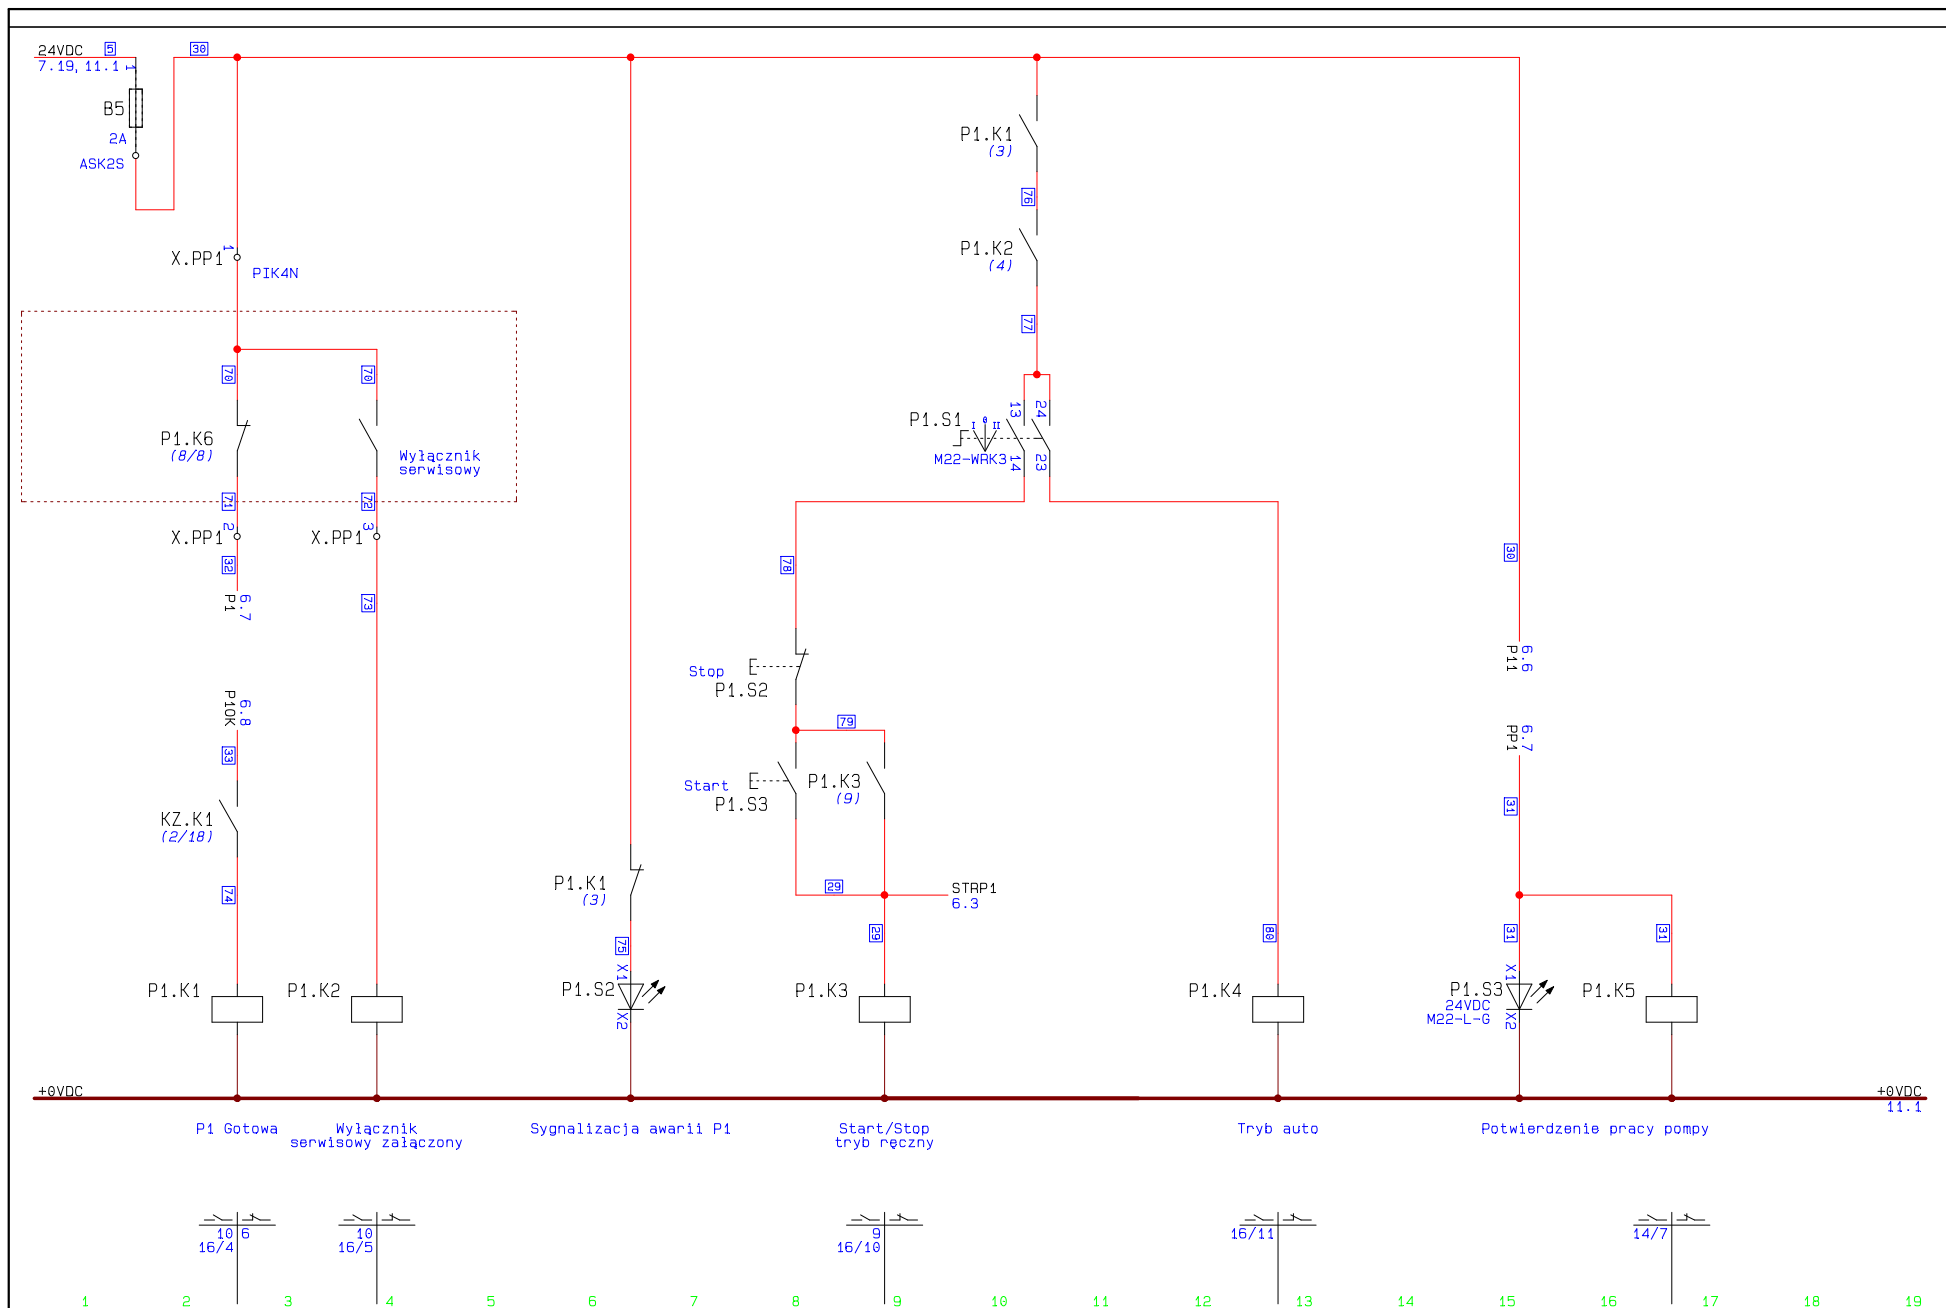 24VDC 5 30
7.19, 11.1 1
B5
2A
ASK2S
P1.K1
(3)
76
P1.K2
(4)
X.PP1 1
PIK4N
77
70 70
P1.S1 I 0 II 13 24
M22-WRK3 14 23
P1.K6
(8/8)
Wyłącznik
serwisowy
71 72
X.PP1 2 X.PP1 3
32
P1 6.7
73
78
30
P11 6.6
Stop
P1.S2
P10K 6.8
79
PP1 6.7
33
Start
P1.S3
P1.K3
(9)
31
KZ.K1
(2/18)
74
P1.K1
(3)
29
STRP1
6.3
75
29
80
31 31
P1.K1 P1.K2 P1.S2 X1 X2 P1.K3 P1.K4 P1.S3 X1 X2 P1.K5
24VDC
M22-L-G
+0VDC +0VDC
11.1
P1 Gotowa Wyłącznik Sygnalizacja awarii P1 Start/Stop Tryb auto Potwierdzenie pracy pompy
serwisowy załączony tryb ręczny
10 6 10 9 16/11 14/7
16/4 16/5 16/10
1 2 3 4 5 6 7 8 9 10 11 12 13 14 15 16 17 18 19